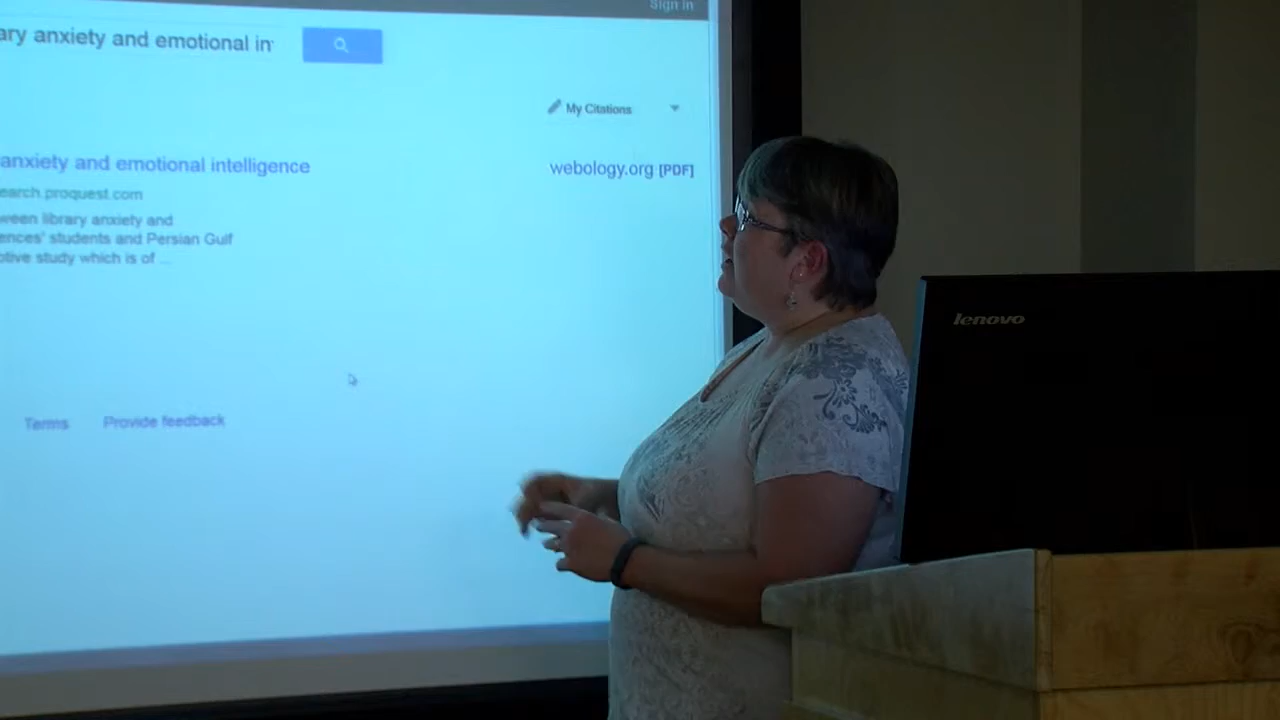 Sign in
anxiety and emotional in
My Citations
anxiety and emotional intelligence
webology.org [PDF]
earch.proquest.com
ween library anxiety and
ences' students and Persian Gulf
ptive study which is of ...
Terms Provide feedback
lenovo